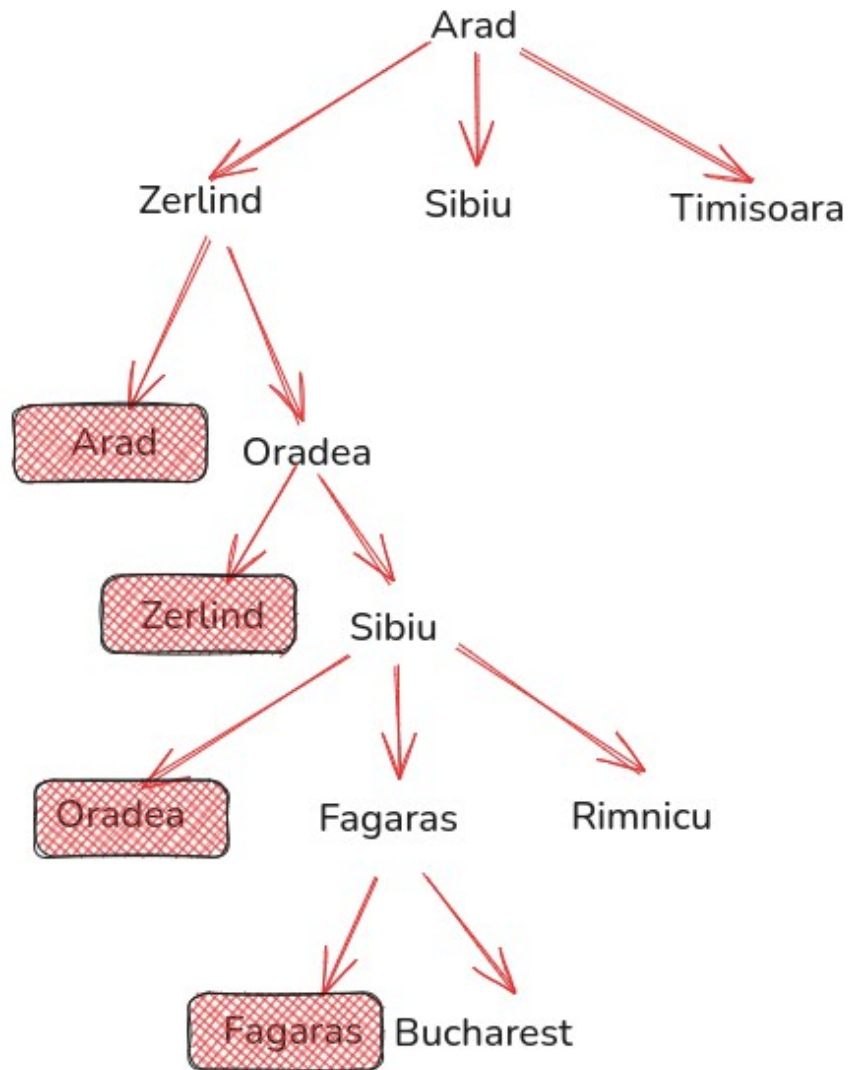 Arad
Zerlind Sibiu Timisoara
Arad Oradea
Zerlind Sibiu
Oradea Fagaras Rimnicu
Fagaras Bucharest